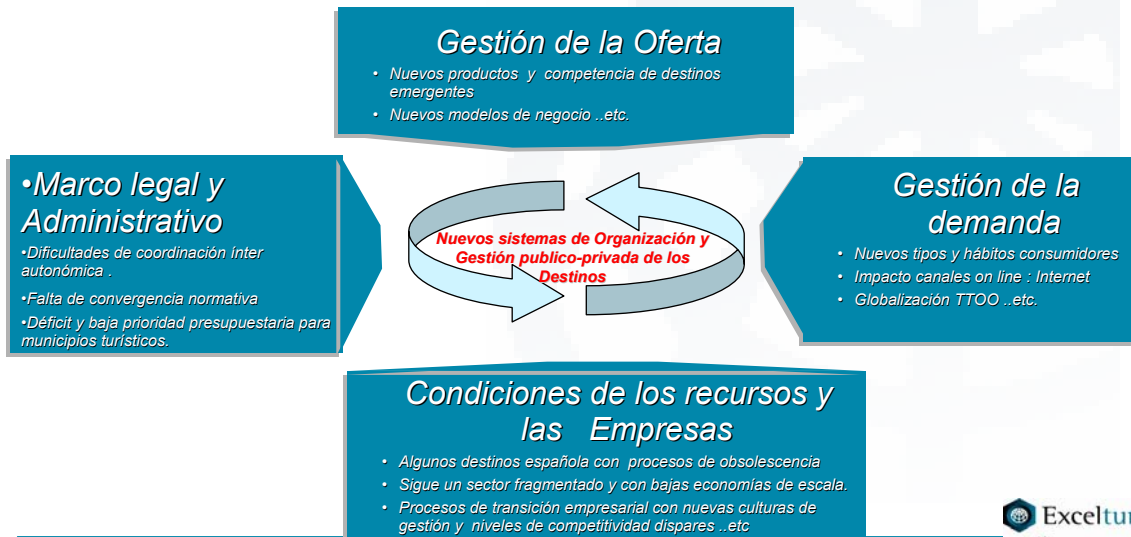 Gestión de la Oferta
• Nuevos productos y competencia de destinos
emergentes
• Nuevos modelos de negocio ..etc.
•Marco legal y
Administrativo
•Dificultades de coordinación ínter
autonómica .
•Falta de convergencia normativa
•Déficit y baja prioridad presupuestaria para
municipios turísticos.
Nuevos sistemas de Organización y
Gestión publico-privada de los
Destinos
Gestión de la
demanda
• Nuevos tipos y hábitos consumidores
• Impacto canales on line : Internet
• Globalización TTOO ..etc.
Condiciones de los recursos y
las Empresas
• Algunos destinos española con procesos de obsolescencia
• Sigue un sector fragmentado y con bajas economías de escala.
• Procesos de transición empresarial con nuevas culturas de
gestión y niveles de competitividad dispares ..etc
Exceltur